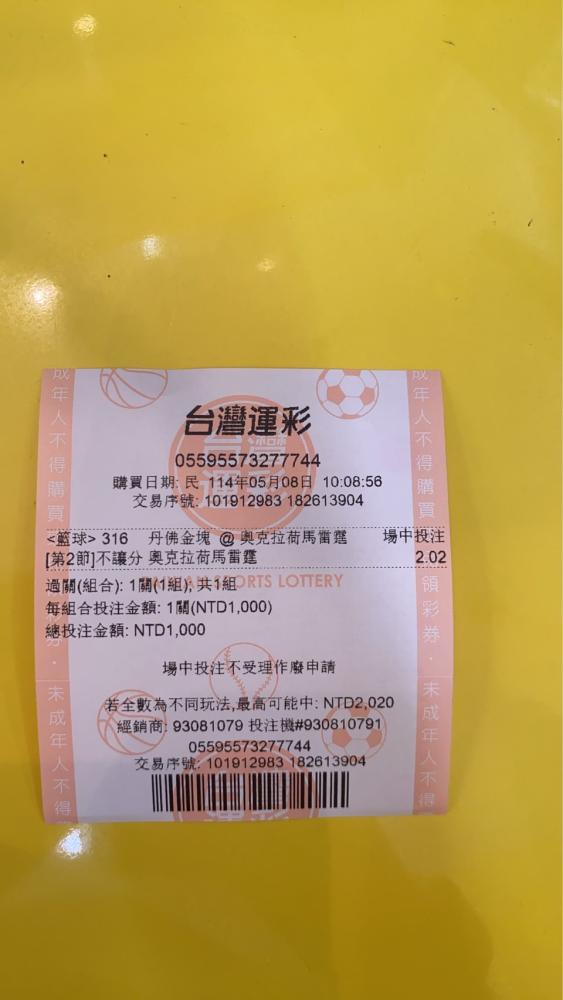 台灣運彩
05595573277744
購買日期: 民 114年05月08日 10:08:56
交易序號: 101912983 182613904
<籃球> 316 丹佛金塊 @ 奧克拉荷馬雷霆 場中投注
[第2節]不讓分 奧克拉荷馬雷霆 2.02
過關(組合): 1關(1組), 共1組
SPORTS LOTTERY
每組合投注金額: 1關(NTD1,000)
總投注金額: NTD1,000
場中投注不受理作廢申請
若全數為不同玩法,最高可能中: NTD2,020
經銷商: 93081079 投注機#930810791
05595573277744
交易序號: 101912983 182613904
成年人不得購買
券.未成年人不得
成年人不得購買
領彩券.未成年人不得